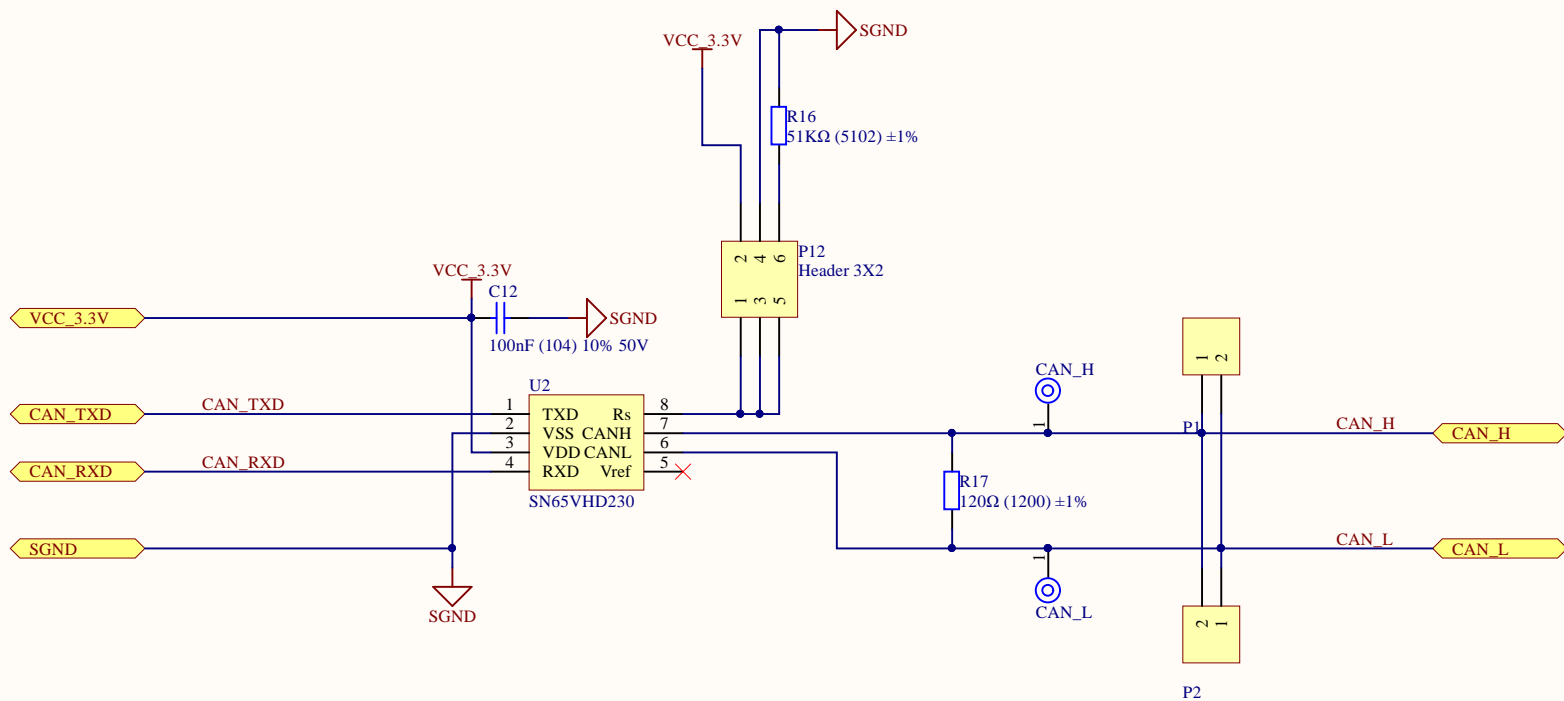 SGND
VCC_3.3V
R16
51KΩ (5102) ±1%
2
4
6
P12
Header 3X2
1
3
5
VCC_3.3V
C12
VCC_3.3V
SGND
100nF (104) 10% 50V
1
2
CAN_H
U2
CAN_TXD
CAN_TXD
1
TXD
Rs
8
2
VSS
CANH
7
1
P1
CAN_H
CAN_H
3
VDD
CANL
6
CAN_RXD
CAN_RXD
4
RXD
Vref
5
SN65VHD230
R17
120Ω (1200) ±1%
SGND
CAN_L
CAN_L
1
SGND
CAN_L
2
1
P2